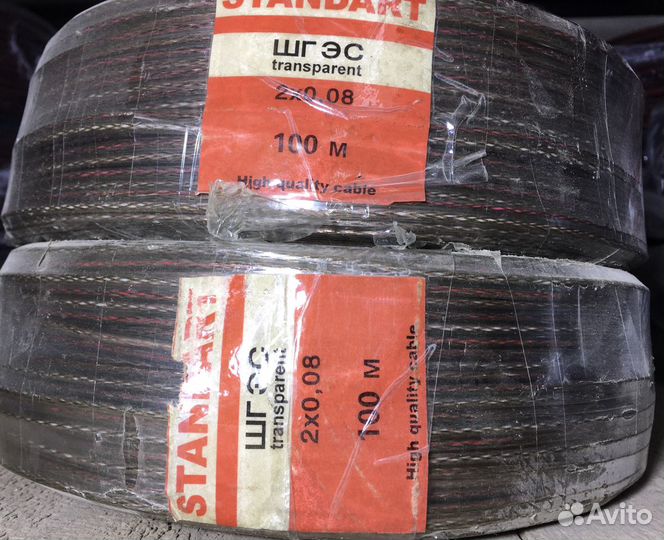 STANDART
ШГЭС
transparent
2x0,08
100 м
High quality cable
STANDART
ШГЭС
transparent
2x0,08
100 м
High quality cable
Avito